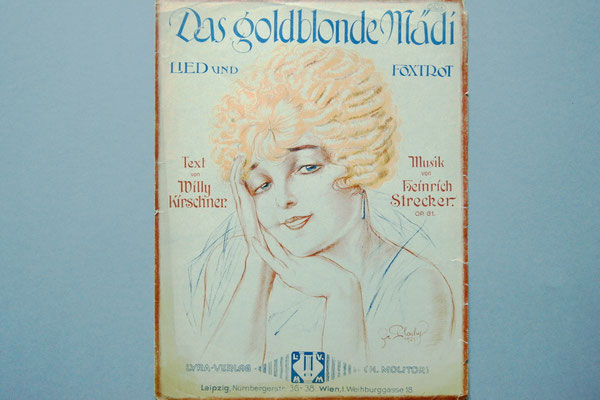 Das goldblonde Mädi
LIED UND FOXTROT
Text
von
Willy
Kirschner
Musik
von
Heinrich
Strecker
OP. 61.
LYRA-VERLAG
L V
H M
(H. MOLITOR)
Leipzig, Nürnbergerstr. 36-38. Wien, I. Weihburggasse 18.